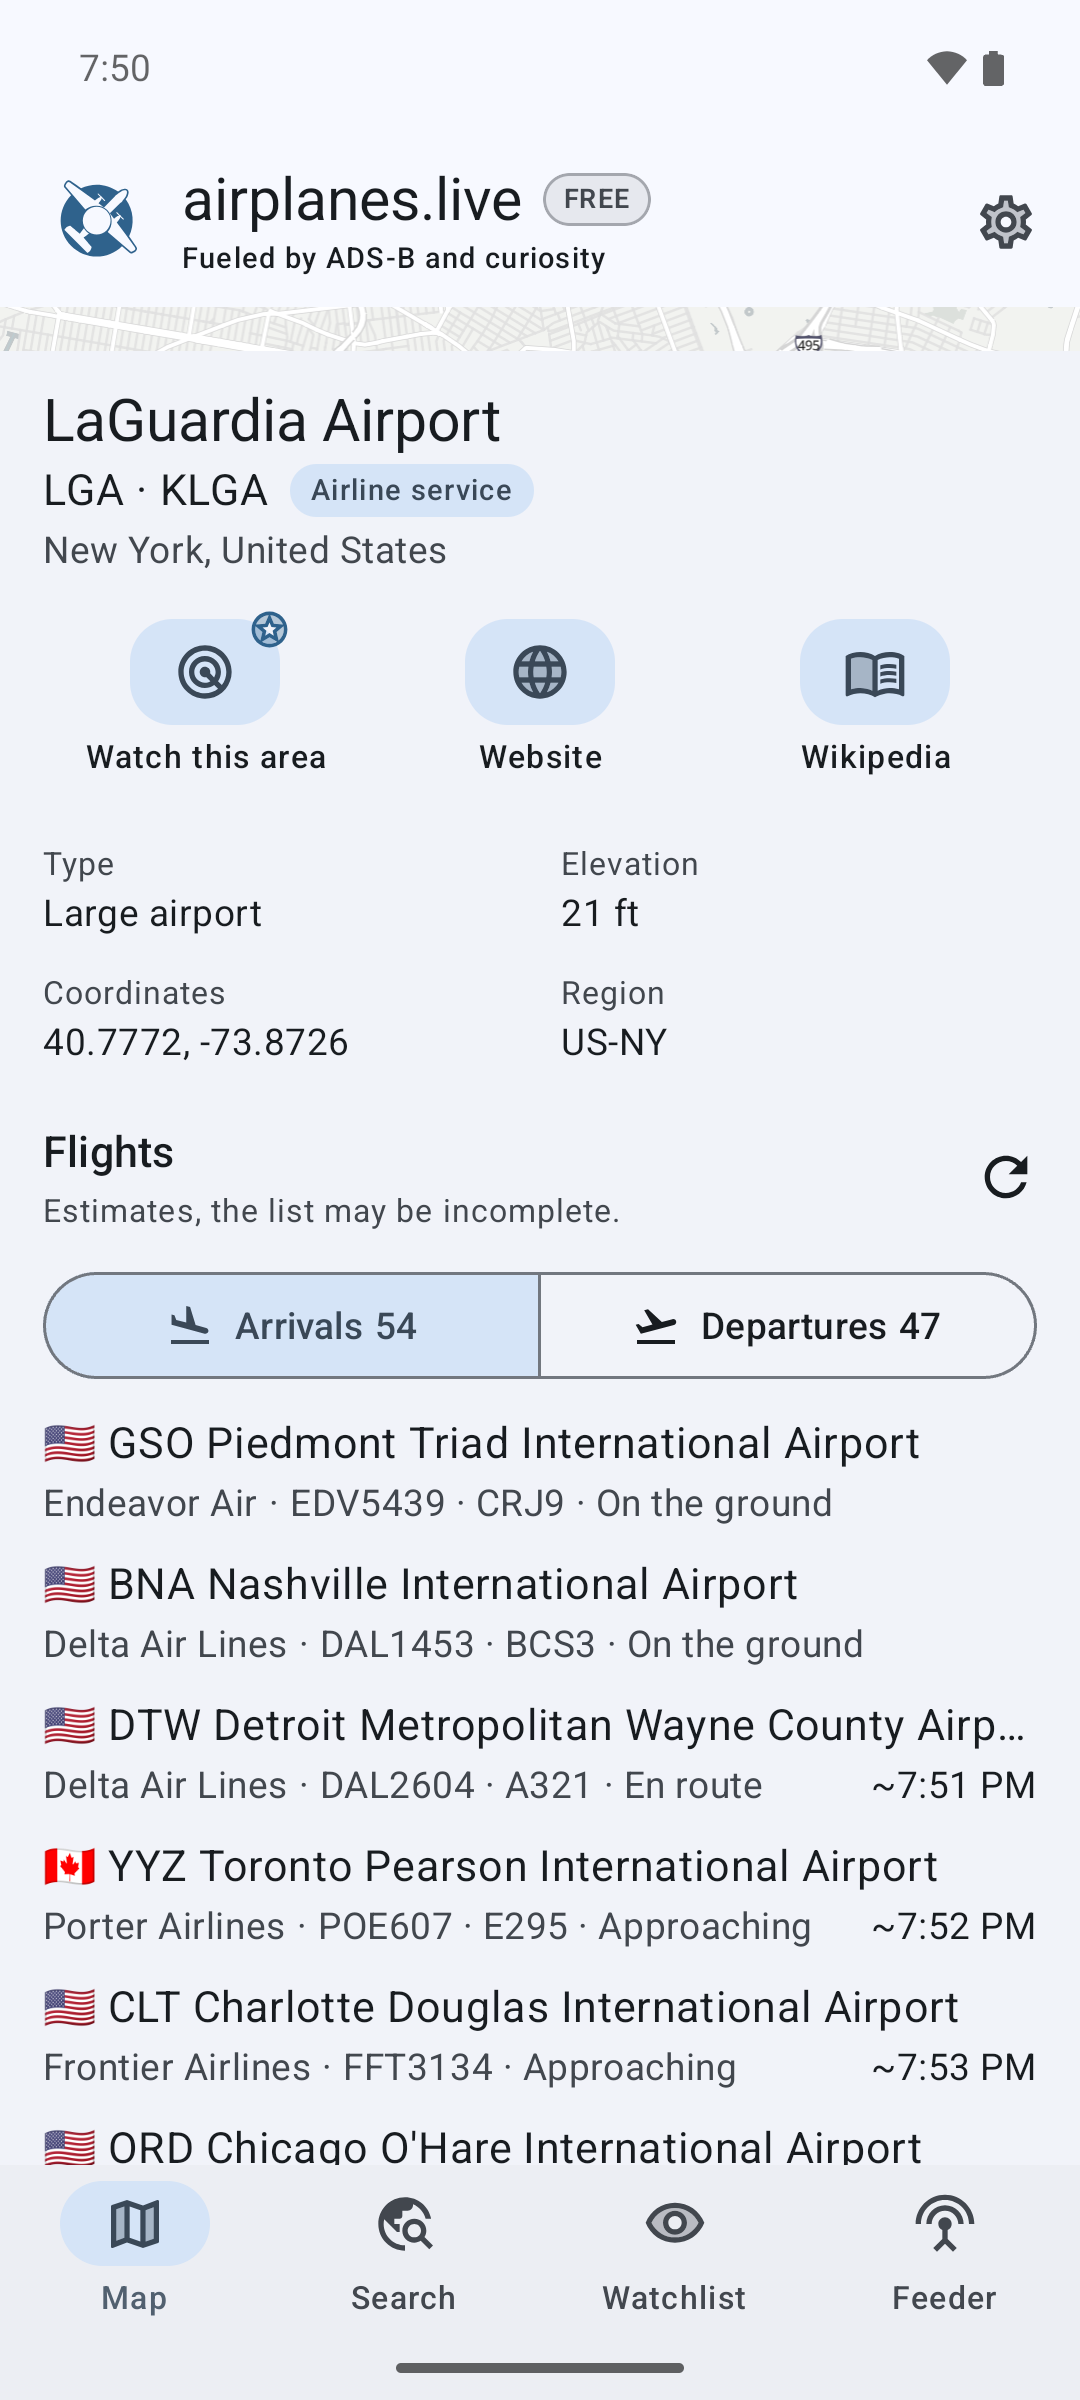 7:50
airplanes.live FREE
Fueled by ADS-B and curiosity
495
LaGuardia Airport
LGA · KLGA Airline service
New York, United States
Watch this area Website Wikipedia
Type Elevation
Large airport 21 ft
Coordinates Region
40.7772, -73.8726 US-NY
Flights
Estimates, the list may be incomplete.
Arrivals 54 Departures 47
GSO Piedmont Triad International Airport
Endeavor Air · EDV5439 · CRJ9 · On the ground
BNA Nashville International Airport
Delta Air Lines · DAL1453 · BCS3 · On the ground
DTW Detroit Metropolitan Wayne County Airp…
Delta Air Lines · DAL2604 · A321 · En route ~7:51 PM
YYZ Toronto Pearson International Airport
Porter Airlines · POE607 · E295 · Approaching ~7:52 PM
CLT Charlotte Douglas International Airport
Frontier Airlines · FFT3134 · Approaching ~7:53 PM
ORD Chicago O'Hare International Airport
Map Search Watchlist Feeder